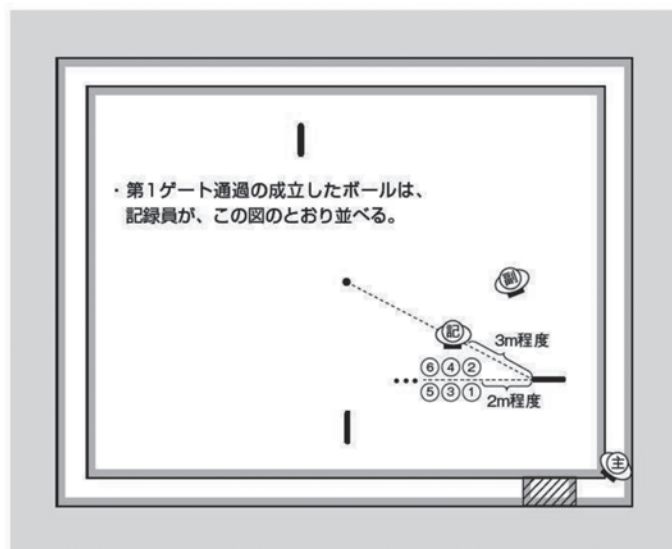 ・第1ゲート通過の成立したボールは、
記録員が、この図のとおり並べる。
副
記
3m程度
⑥④②
⑤③①
2m程度
主